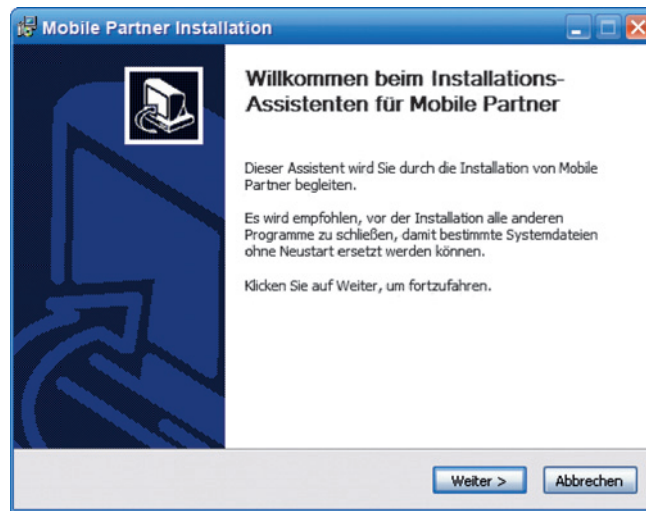 Mobile Partner Installation
Willkommen beim Installations-
Assistenten für Mobile Partner
Dieser Assistent wird Sie durch die Installation von Mobile
Partner begleiten.
Es wird empfohlen, vor der Installation alle anderen
Programme zu schließen, damit bestimmte Systemdateien
ohne Neustart ersetzt werden können.
Klicken Sie auf Weiter, um fortzufahren.
Weiter >
Abbrechen